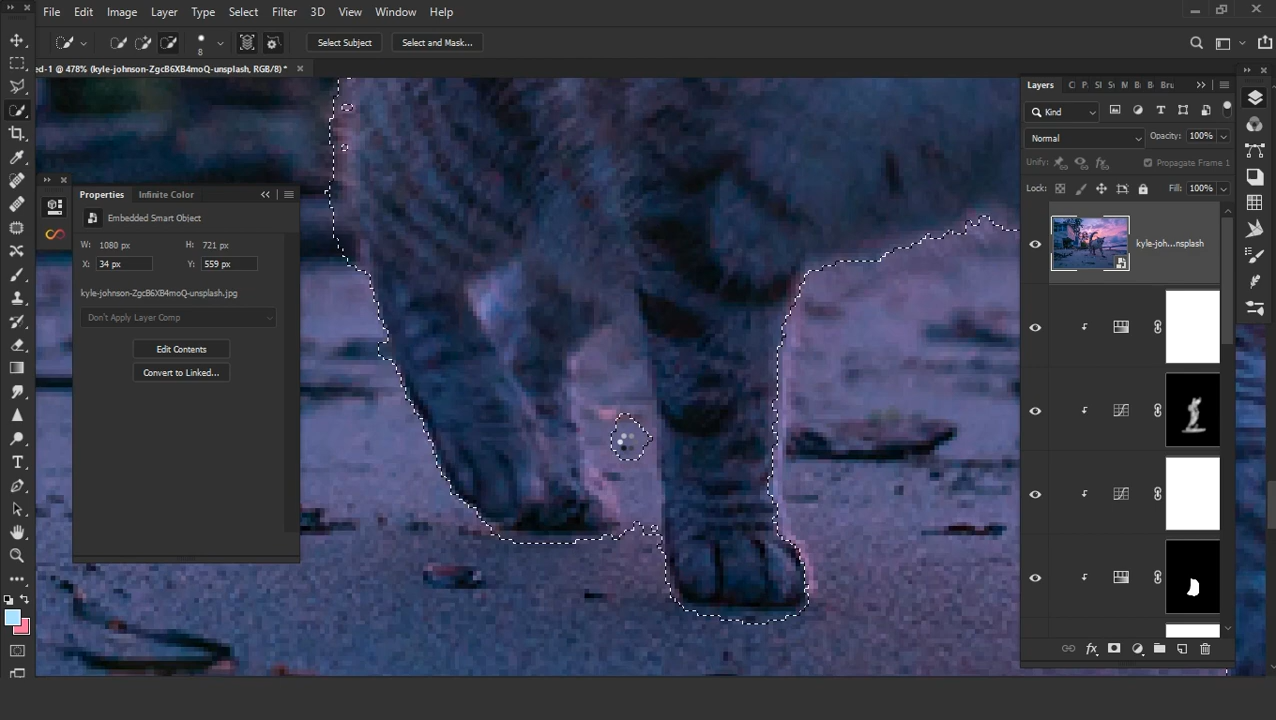 File Edit Image Layer Type Select Filter 3D View Window Help
8 Select Subject Select and Mask...
ed-1 @ 478% (kyle-johnson-ZgcB6XB4moQ-unsplash, RGB/8) *
Properties Infinite Color
Embedded Smart Object
W: 1080 px H: 721 px
X: 34 px Y: 559 px
kyle-johnson-ZgcB6XB4moQ-unsplash.jpg
Don't Apply Layer Comp
Edit Contents
Convert to Linked...
Layers
Kind
Normal Opacity: 100%
Unify: Propagate Frame 1
Lock: Fill: 100%
kyle-joh...nsplash
fx